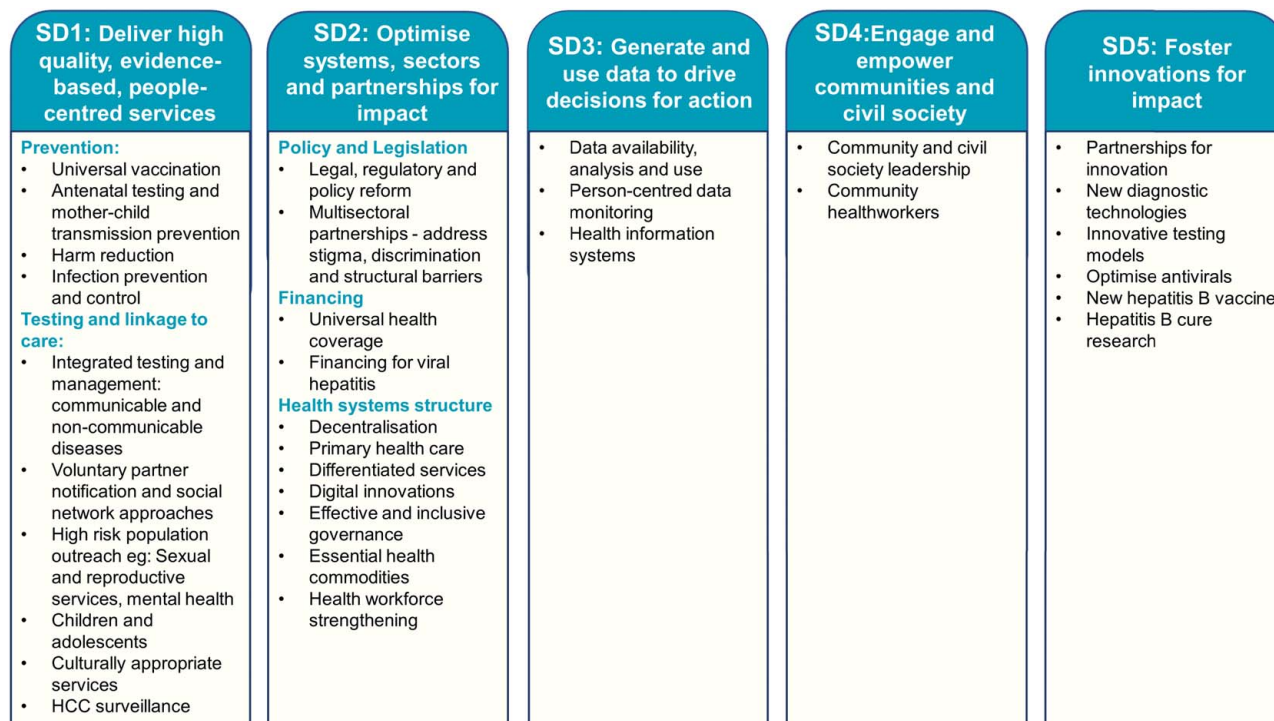 SD1: Deliver high
quality, evidence-
based, people-
centred services
Prevention:
• Universal vaccination
• Antenatal testing and
mother-child
transmission prevention
• Harm reduction
• Infection prevention
and control
Testing and linkage to
care:
• Integrated testing and
management:
communicable and
non-communicable
diseases
• Voluntary partner
notification and social
network approaches
• High risk population
outreach eg: Sexual
and reproductive
services, mental health
• Children and
adolescents
• Culturally appropriate
services
• HCC surveillance
SD2: Optimise
systems, sectors
and partnerships for
impact
Policy and Legislation
• Legal, regulatory and
policy reform
• Multisectoral
partnerships - address
stigma, discrimination
and structural barriers
Financing
• Universal health
coverage
• Financing for viral
hepatitis
Health systems structure
• Decentralisation
• Primary health care
• Differentiated services
• Digital innovations
• Effective and inclusive
governance
• Essential health
commodities
• Health workforce
strengthening
SD3: Generate and
use data to drive
decisions for action
• Data availability,
analysis and use
• Person-centred data
monitoring
• Health information
systems
SD4:Engage and
empower
communities and
civil society
• Community and civil
society leadership
• Community
healthworkers
SD5: Foster
innovations for
impact
• Partnerships for
innovation
• New diagnostic
technologies
• Innovative testing
models
• Optimise antivirals
• New hepatitis B vaccine
• Hepatitis B cure
research